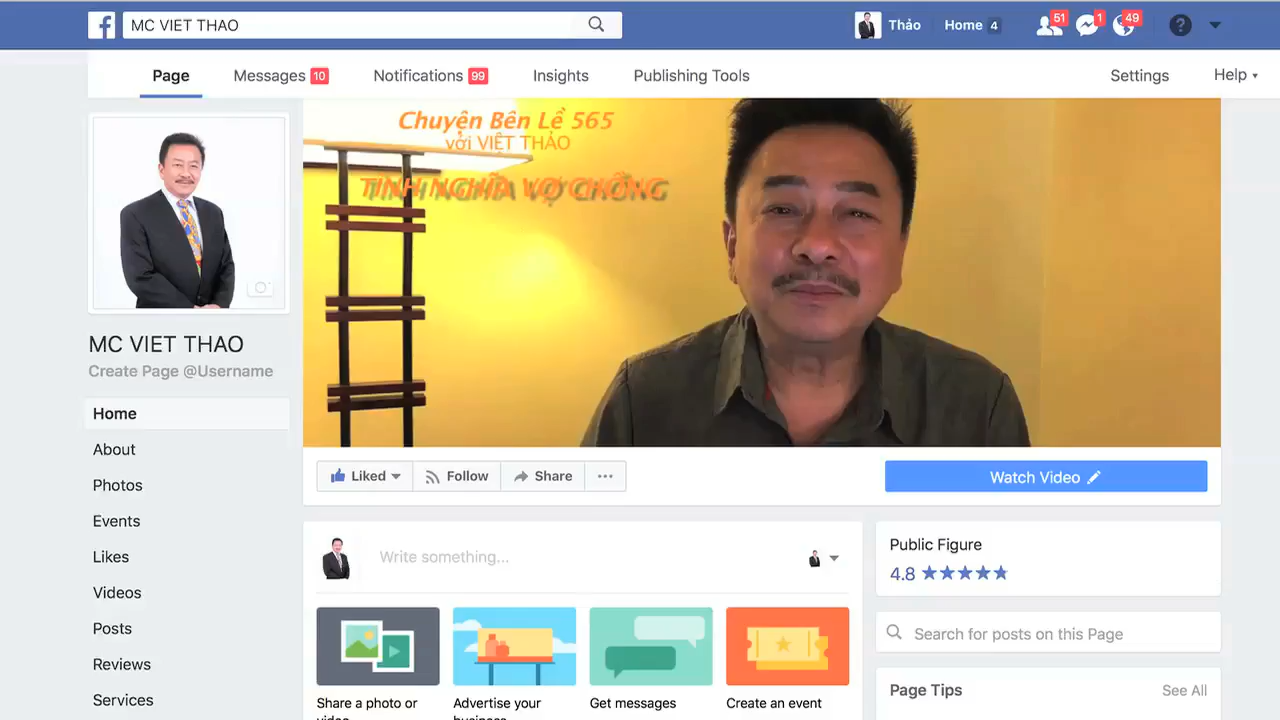 MC VIET THAO
Thảo
Home 4
51
1
49
?
Page
Messages 10
Notifications 99
Insights
Publishing Tools
Settings
Help
Chuyện Bên Lề 565
với VIỆT THẢO
TÌNH NGHĨA VỢ CHỒNG
MC VIET THAO
Create Page @Username
Home
About
Photos
Events
Likes
Videos
Posts
Reviews
Services
Liked
Follow
Share
...
Watch Video
Write something...
Share a photo or
video
Advertise your
business
Get messages
Create an event
Public Figure
4.8
Search for posts on this Page
Page Tips
See All